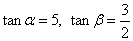 tan α = 5, tan β = 3/2